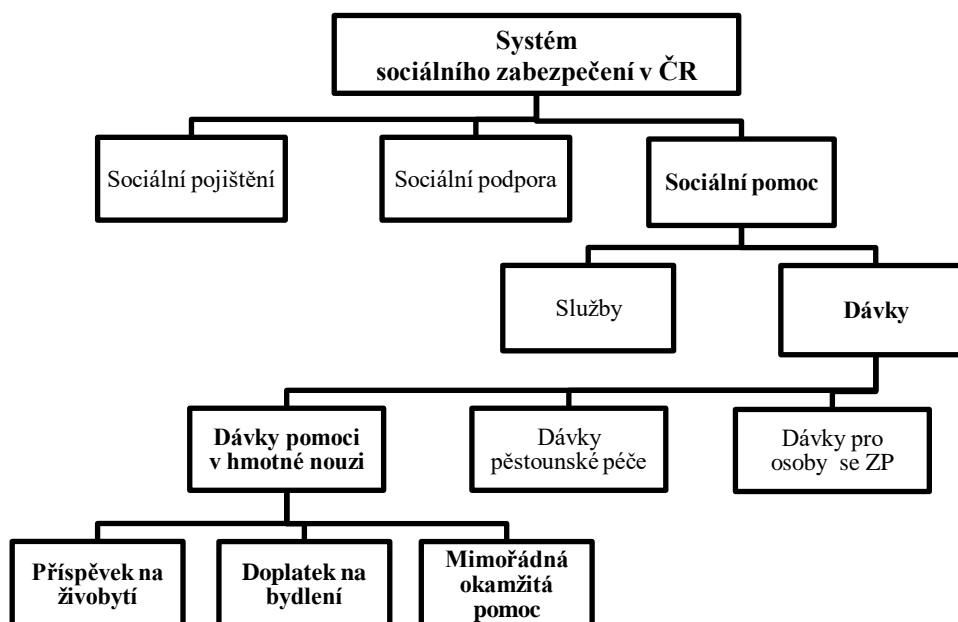 Systém
sociálního zabezpečení v ČR
Sociální pojištění
Sociální podpora
Sociální pomoc
Služby
Dávky
Dávky pomoci
v hmotné nouzi
Dávky
pěstounské péče
Dávky pro
osoby se ZP
Příspěvek na
živobytí
Doplatek na
bydlení
Mimořádná
okamžitá
pomoc